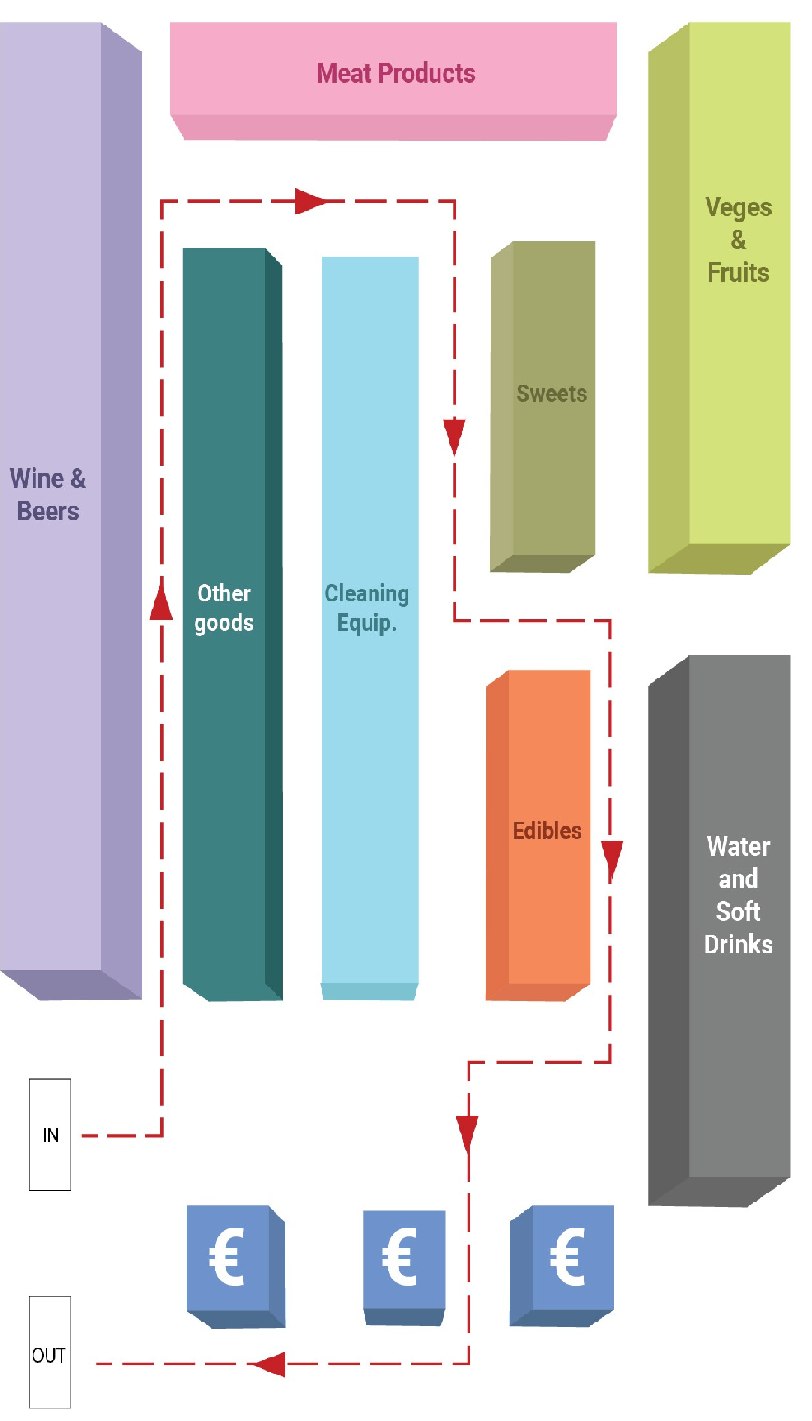 Meat Products
Veges
&
Fruits
Sweets
Wine &
Beers
Other
goods
Cleaning
Equip.
Edibles
Water
and
Soft
Drinks
IN
€
€
€
OUT